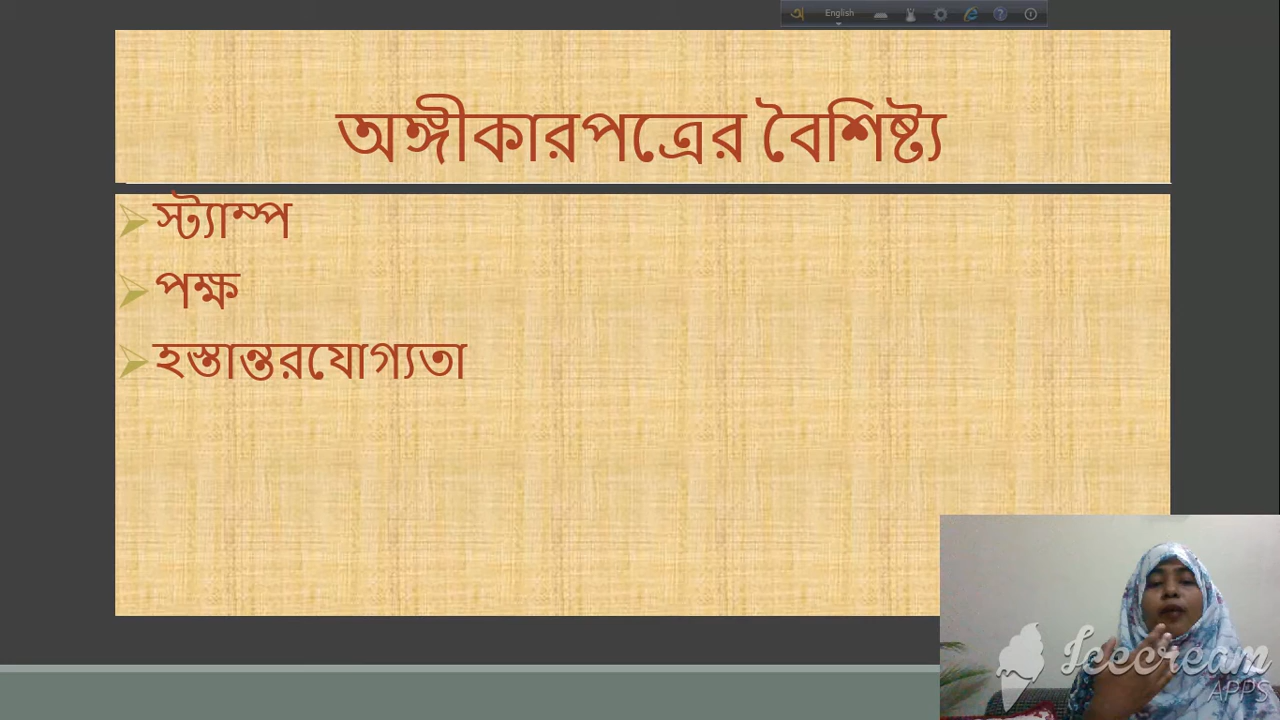 English
অঙ্গীকারপত্রের বৈশিষ্ট্য
স্ট্যাম্প
পক্ষ
হস্তান্তরযোগ্যতা
Icecream
APPS